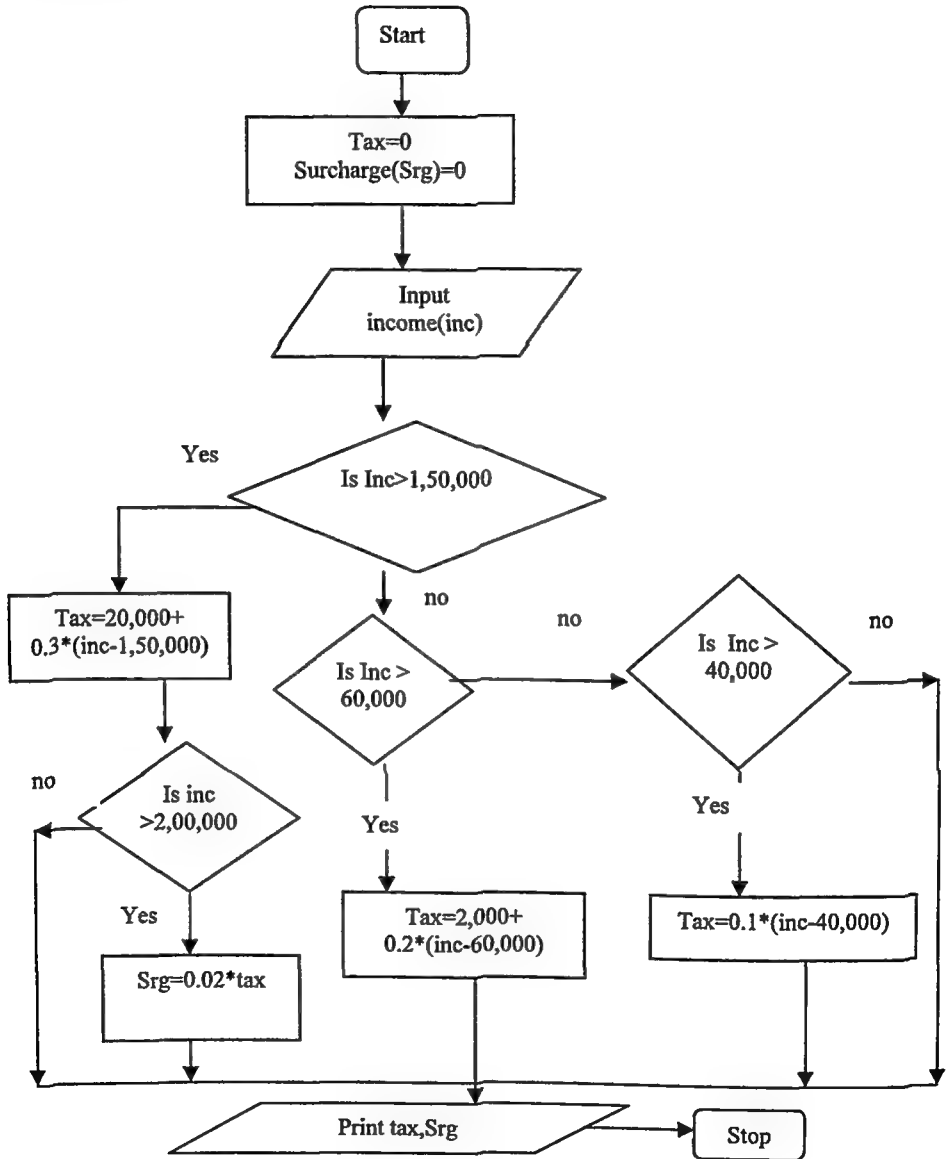 Start
Tax=0
Surcharge(Srg)=0
Input
income(inc)
Yes
Is Inc>1,50,000
no
Tax=20,000+
0.3*(inc-1,50,000)
Is Inc >
60,000
no
Is Inc >
40,000
no
no
Is inc
>2,00,000
Yes
Yes
Yes
Srg=0.02*tax
Tax=2,000+
0.2*(inc-60,000)
Tax=0.1*(inc-40,000)
Print tax,Srg
Stop